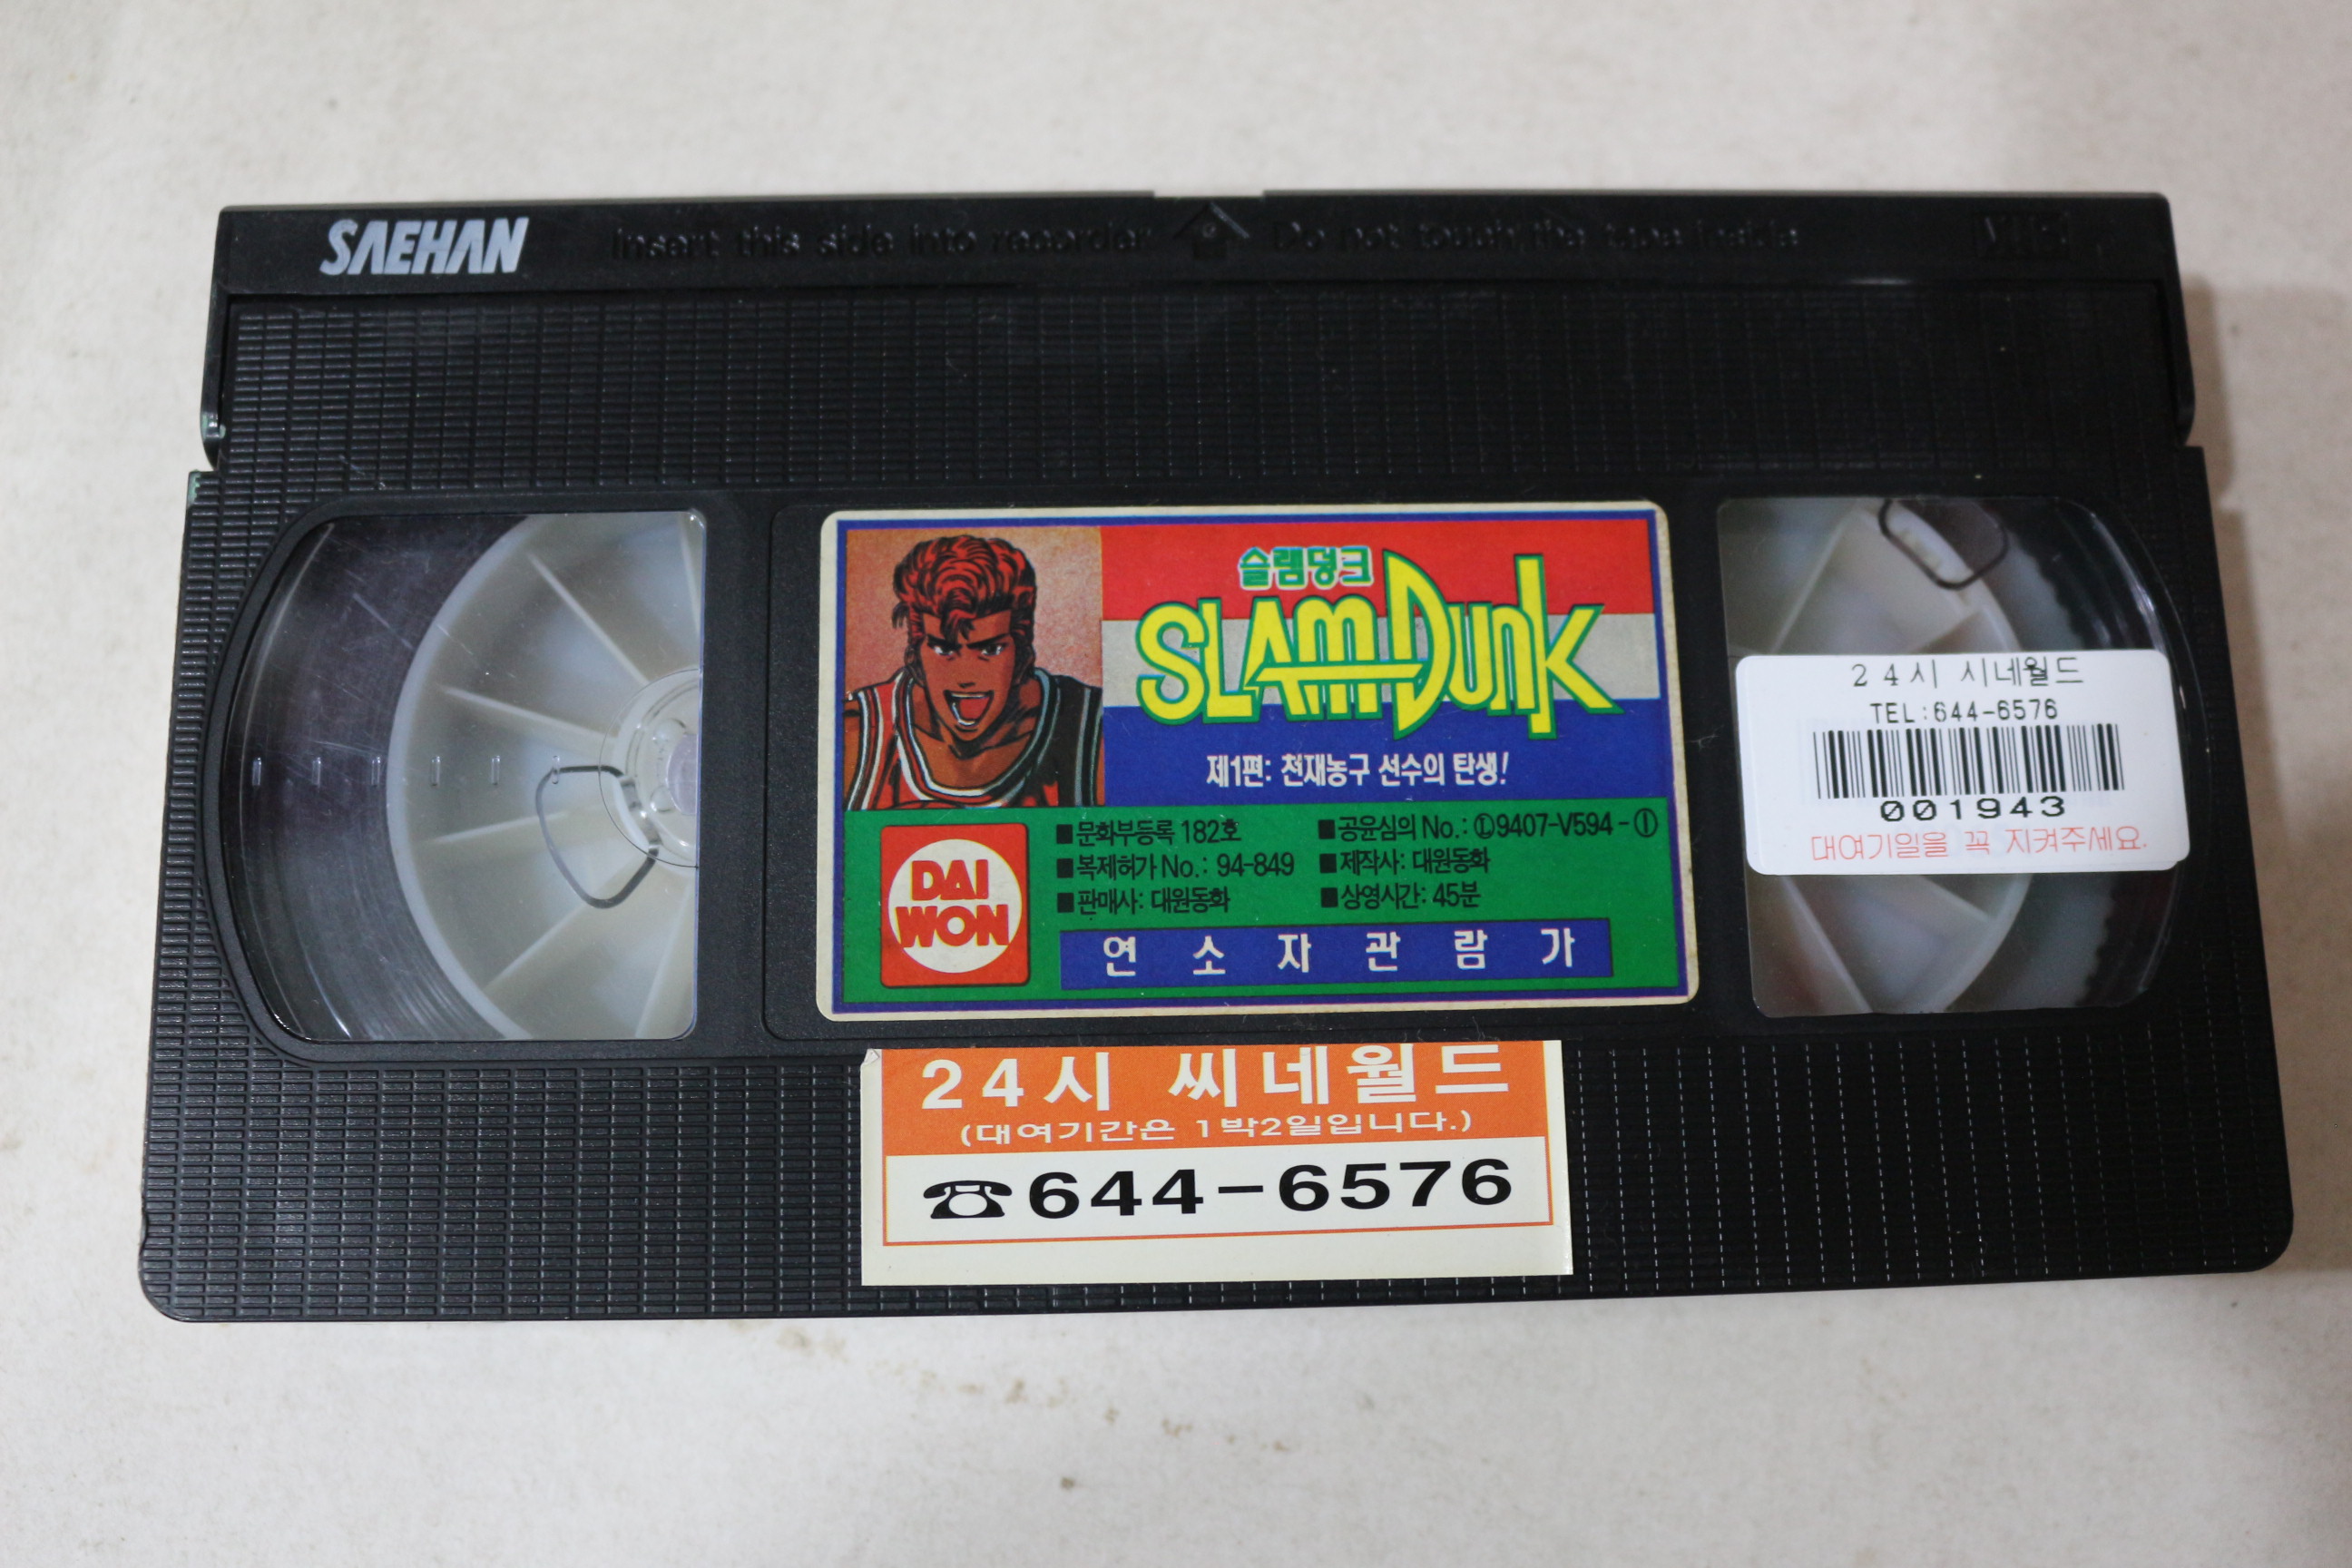 SAEHAN
Insert this side into recorder Do not touch the tape inside
VHS
슬램덩크
SLAM DUNK
제1편: 천재농구 선수의 탄생!
DAI
WON
■문화부등록 182호
■복제허가 No.: 94-849
■판매사: 대원동화
■공윤심의 No.: Ⓛ9407-V594-①
■제작사: 대원동화
■상영시간: 45분
연소자관람가
24시 시네월드
TEL:644-6576
001943
대여기일을 꼭 지켜주세요.
24시 씨네월드
(대여기간은 1박2일입니다.)
☎644-6576